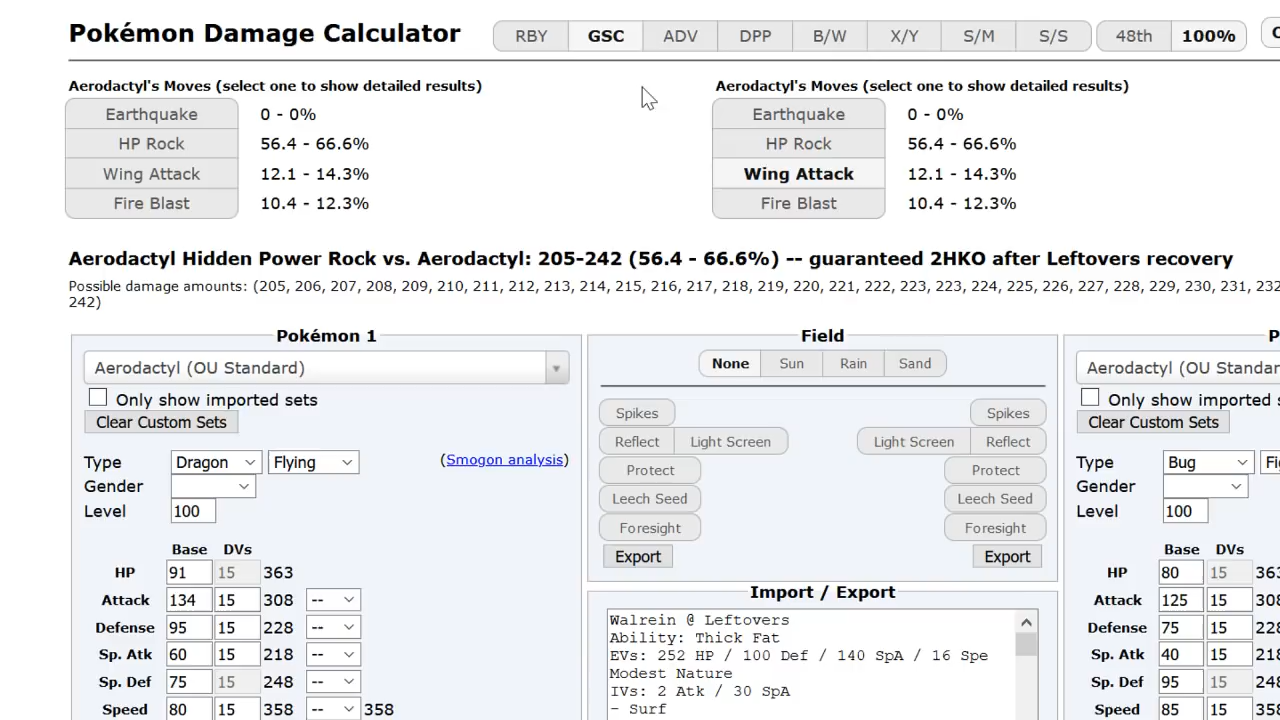 Pokémon Damage Calculator RBY GSC ADV DPP B/W X/Y S/M S/S 48th 100%
Aerodactyl's Moves (select one to show detailed results) Aerodactyl's Moves (select one to show detailed results)
Earthquake 0 - 0% Earthquake 0 - 0%
HP Rock 56.4 - 66.6% HP Rock 56.4 - 66.6%
Wing Attack 12.1 - 14.3% Wing Attack 12.1 - 14.3%
Fire Blast 10.4 - 12.3% Fire Blast 10.4 - 12.3%
Aerodactyl Hidden Power Rock vs. Aerodactyl: 205-242 (56.4 - 66.6%) -- guaranteed 2HKO after Leftovers recovery
Possible damage amounts: (205, 206, 207, 208, 209, 210, 211, 212, 213, 214, 215, 216, 217, 218, 219, 220, 221, 222, 223, 223, 224, 225, 226, 227, 228, 229, 230, 231, 232
242)
Pokémon 1
Aerodactyl (OU Standard)
Only show imported sets
Clear Custom Sets
Type Dragon Flying (Smogon analysis)
Gender
Level 100
Base DVs
HP 91 15 363
Attack 134 15 308 --
Defense 95 15 228 --
Sp. Atk 60 15 218 --
Sp. Def 75 15 248 --
Speed 80 15 358 -- 358
Field
None Sun Rain Sand
Spikes Spikes
Reflect Light Screen Light Screen Reflect
Protect Protect
Leech Seed Leech Seed
Foresight Foresight
Export Export
Import / Export
Walrein @ Leftovers
Ability: Thick Fat
EVs: 252 HP / 100 Def / 140 SpA / 16 Spe
Modest Nature
IVs: 2 Atk / 30 SpA
- Surf
Aerodactyl (OU Standar
Only show imported s
Clear Custom Sets
Type Bug Fi
Gender
Level 100
Base DVs
HP 80 15 363
Attack 125 15 308
Defense 75 15 228
Sp. Atk 40 15 218
Sp. Def 95 15 248
Speed 85 15 358